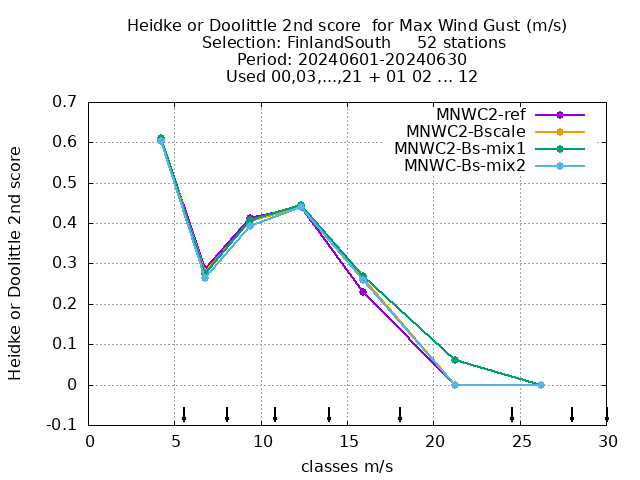 Heidke or Doolittle 2nd score  for Max Wind Gust (m/s)
Selection: FinlandSouth     52 stations
Period: 20240601-20240630
Used 00,03,...,21 + 01 02 ... 12
MNWC2-ref
MNWC2-Bscale
MNWC2-Bs-mix1
MNWC-Bs-mix2
Heidke or Doolittle 2nd score
0.7
0.6
0.5
0.4
0.3
0.2
0.1
0
-0.1
0 5 10 15 20 25 30
classes m/s